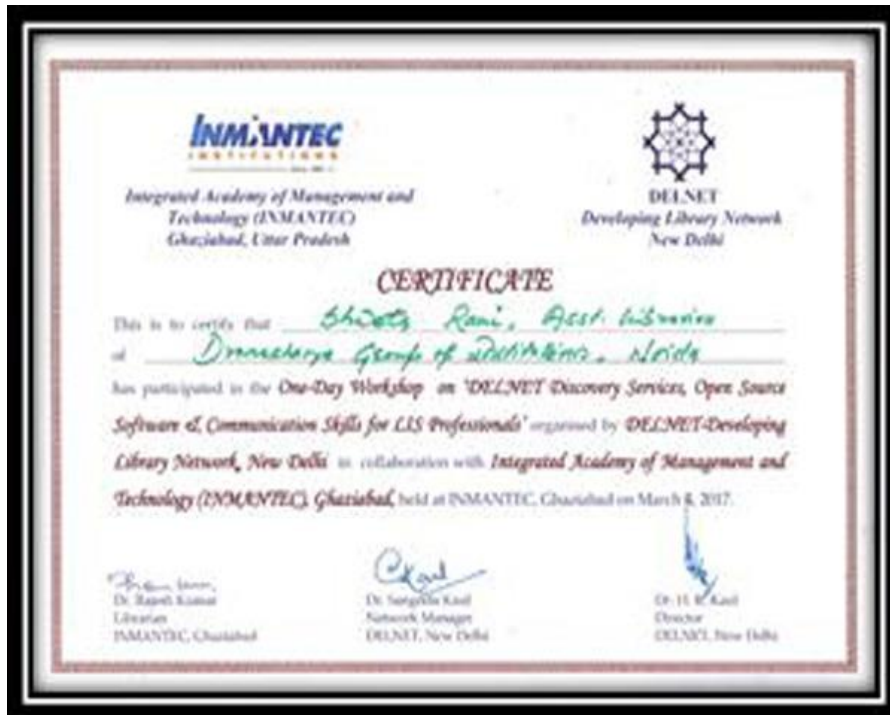 INMANTEC
INSTITUTIONS
Integrated Academy of Management and
Technology (INMANTEC)
Ghaziabad, Uttar Pradesh
DELNET
Developing Library Network
New Delhi
CERTIFICATE
This is to certify that Shweta Rani, Asst. Librarian
of Dronacharya Group of Institutions, Noida
has participated in the One-Day Workshop on 'DELNET Discovery Services, Open Source
Software & Communication Skills for LIS Professionals' organised by DELNET-Developing
Library Network, New Delhi in collaboration with Integrated Academy of Management and
Technology (INMANTEC), Ghaziabad, held at INMANTEC, Ghaziabad on March 2017.
Dr. Rajesh Kumar
Librarian
INMANTEC, Ghaziabad
CKaul
Dr. Sangeeta Kaul
Network Manager
DELNET, New Delhi
Dr. H. K. Kaul
Director
DELNET, New Delhi